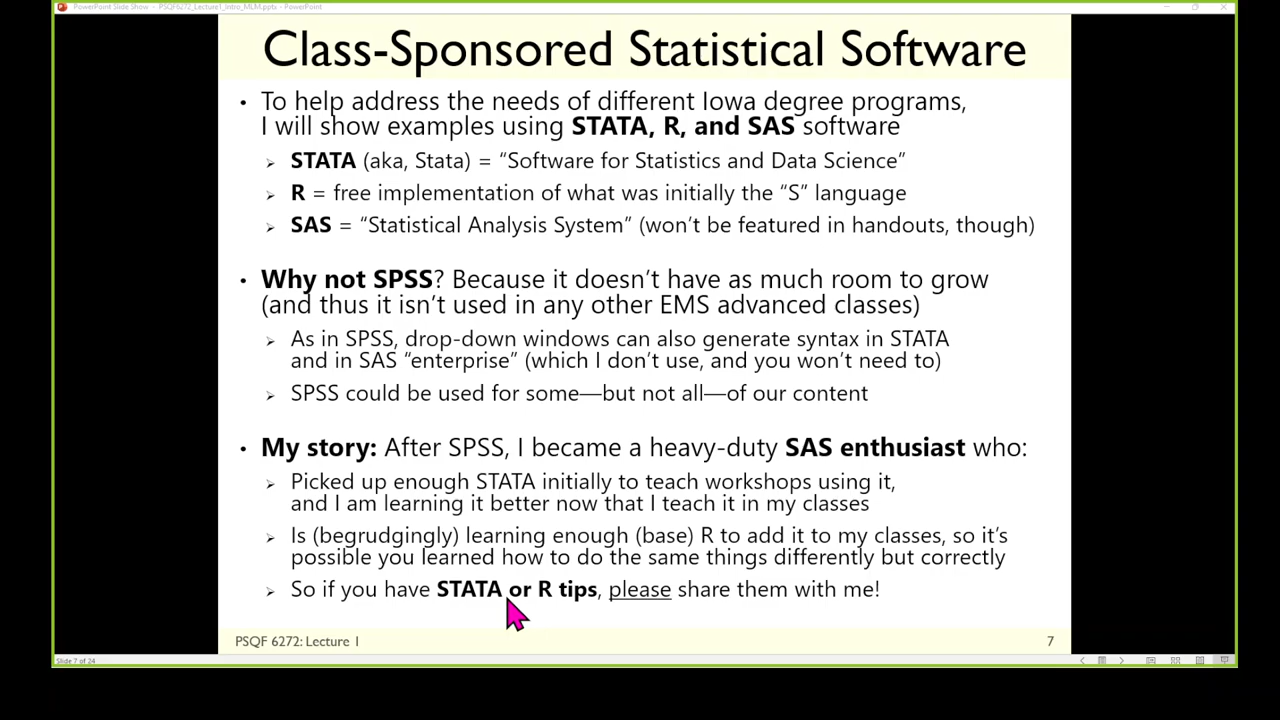 PowerPoint Slide Show - PSQF6272_Lecture1_Intro_MLM.pptx - PowerPoint
Class-Sponsored Statistical Software
• To help address the needs of different Iowa degree programs,
I will show examples using STATA, R, and SAS software
➢ STATA (aka, Stata) = “Software for Statistics and Data Science”
➢ R = free implementation of what was initially the “S” language
➢ SAS = “Statistical Analysis System” (won’t be featured in handouts, though)
• Why not SPSS? Because it doesn’t have as much room to grow
(and thus it isn’t used in any other EMS advanced classes)
➢ As in SPSS, drop-down windows can also generate syntax in STATA
and in SAS “enterprise” (which I don’t use, and you won’t need to)
➢ SPSS could be used for some—but not all—of our content
• My story: After SPSS, I became a heavy-duty SAS enthusiast who:
➢ Picked up enough STATA initially to teach workshops using it,
and I am learning it better now that I teach it in my classes
➢ Is (begrudgingly) learning enough (base) R to add it to my classes, so it’s
possible you learned how to do the same things differently but correctly
➢ So if you have STATA or R tips, please share them with me!
PSQF 6272: Lecture 1
7
Slide 7 of 24